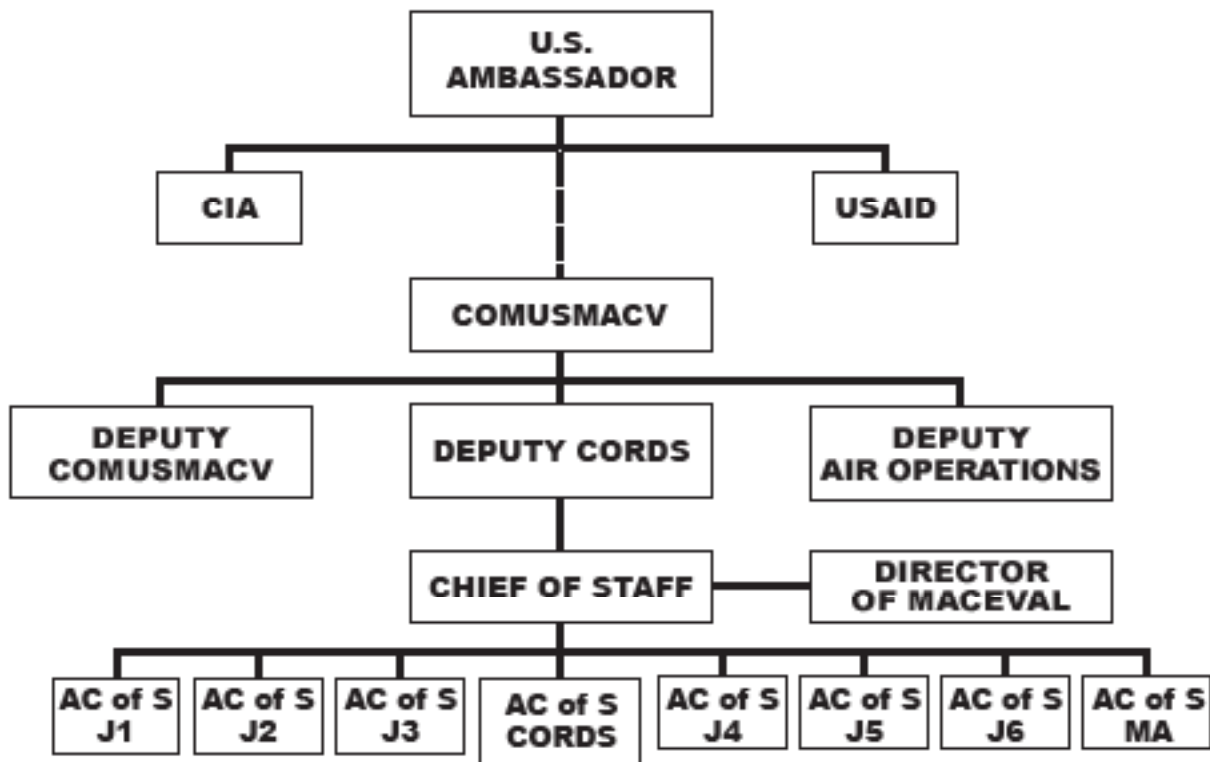 U.S.
AMBASSADOR
CIA
USAID
COMUSMACV
DEPUTY
COMUSMACV
DEPUTY CORDS
DEPUTY
AIR OPERATIONS
CHIEF OF STAFF
DIRECTOR
OF MACEVAL
AC of S
J1
AC of S
J2
AC of S
J3
AC of S
CORDS
AC of S
J4
AC of S
J5
AC of S
J6
AC of S
MA